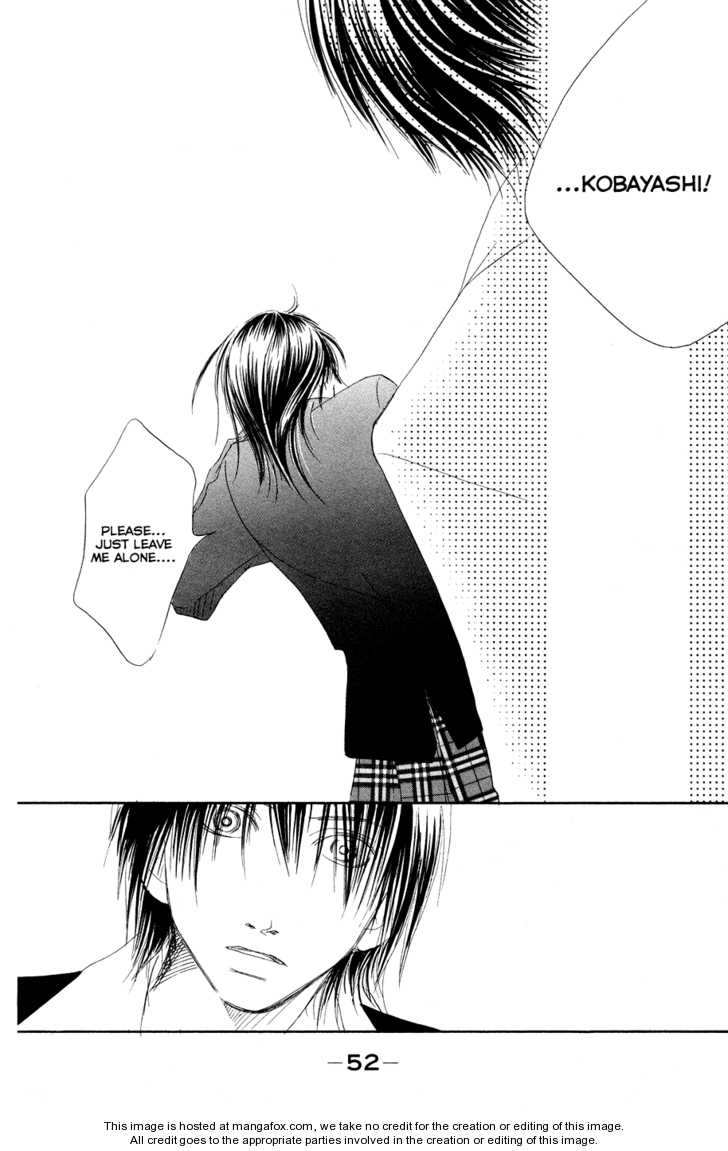 ...KOBAYASHI!
PLEASE...
JUST LEAVE
ME ALONE....
–52–
This image is hosted at mangafox.com, we take no credit for the creation or editing of this image.
All credit goes to the appropriate parties involved in the creation or editing of this image.